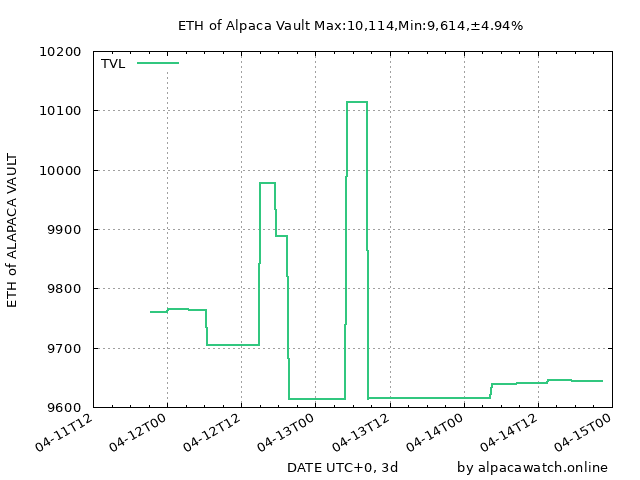 ETH of Alpaca Vault Max:10,114,Min:9,614,±4.94%
TVL
10200
10100
10000
9900
9800
9700
9600
ETH of ALAPACA VAULT
04-11T12
04-12T00
04-12T12
04-13T00
04-13T12
04-14T00
04-14T12
04-15T00
DATE UTC+0, 3d
by alpacawatch.online